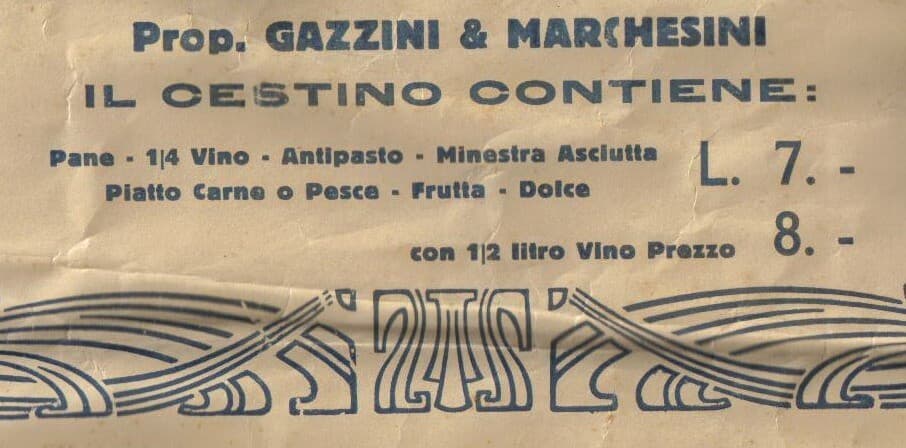 Prop. GAZZINI & MARCHESINI
IL CESTINO CONTIENE:
Pane - 1|4 Vino - Antipasto - Minestra Asciutta
Piatto Carne o Pesce - Frutta - Dolce
L. 7. -
con 1|2 litro Vino Prezzo 8. -